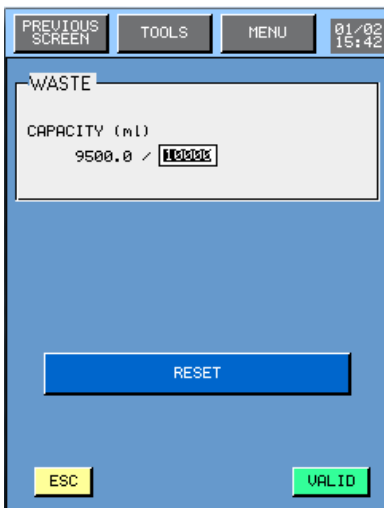 PREVIOUS
SCREEN
TOOLS
MENU
01/02
15:42
WASTE
CAPACITY (ml)
9500.0 / 10000
RESET
ESC
VALID